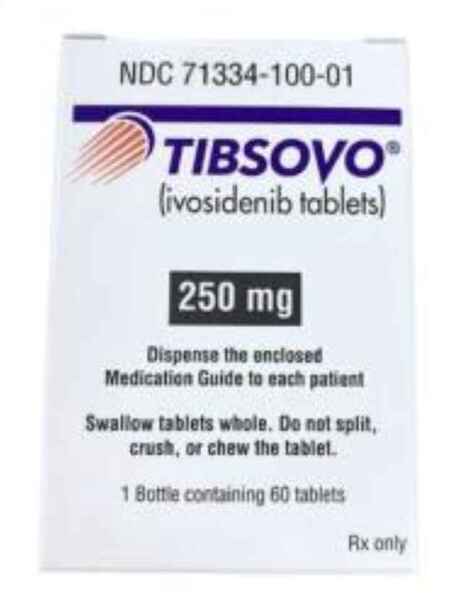 NDC 71334-100-01
TIBSOVO®
(ivosidenib tablets)
250 mg
Dispense the enclosed
Medication Guide to each patient
Swallow tablets whole. Do not split,
crush, or chew the tablet.
1 Bottle containing 60 tablets
Rx only